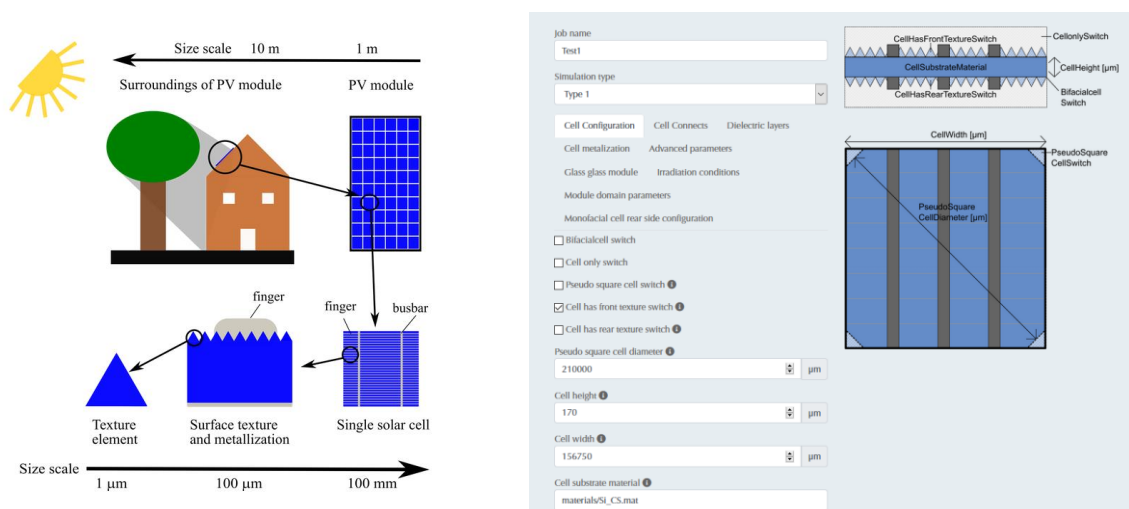 Size scale 10 m 1 m
Surroundings of PV module PV module
finger
finger busbar
Texture
element
Surface texture
and metallization
Single solar cell
Size scale
1 μm 100 μm 100 mm
Job name
Test1
Simulation type
Type 1
Cell Configuration Cell Connects Dielectric layers
Cell metalization Advanced parameters
Glass glass module Irradiation conditions
Module domain parameters
Monofacial cell rear side configuration
Bifacialcell switch
Cell only switch
Pseudo square cell switch
Cell has front texture switch
Cell has rear texture switch
Pseudo square cell diameter
210000 μm
Cell height
170 μm
Cell width
156750 μm
Cell substrate material
materials/Si_CS.mat
CellHasFrontTextureSwitch
CellonlySwitch
CellSubstrateMaterial
CellHeight [μm]
CellHasRearTextureSwitch
Bifacialcell
Switch
CellWidth [μm]
PseudoSquare
CellSwitch
PseudoSquare
CellDiameter [μm]